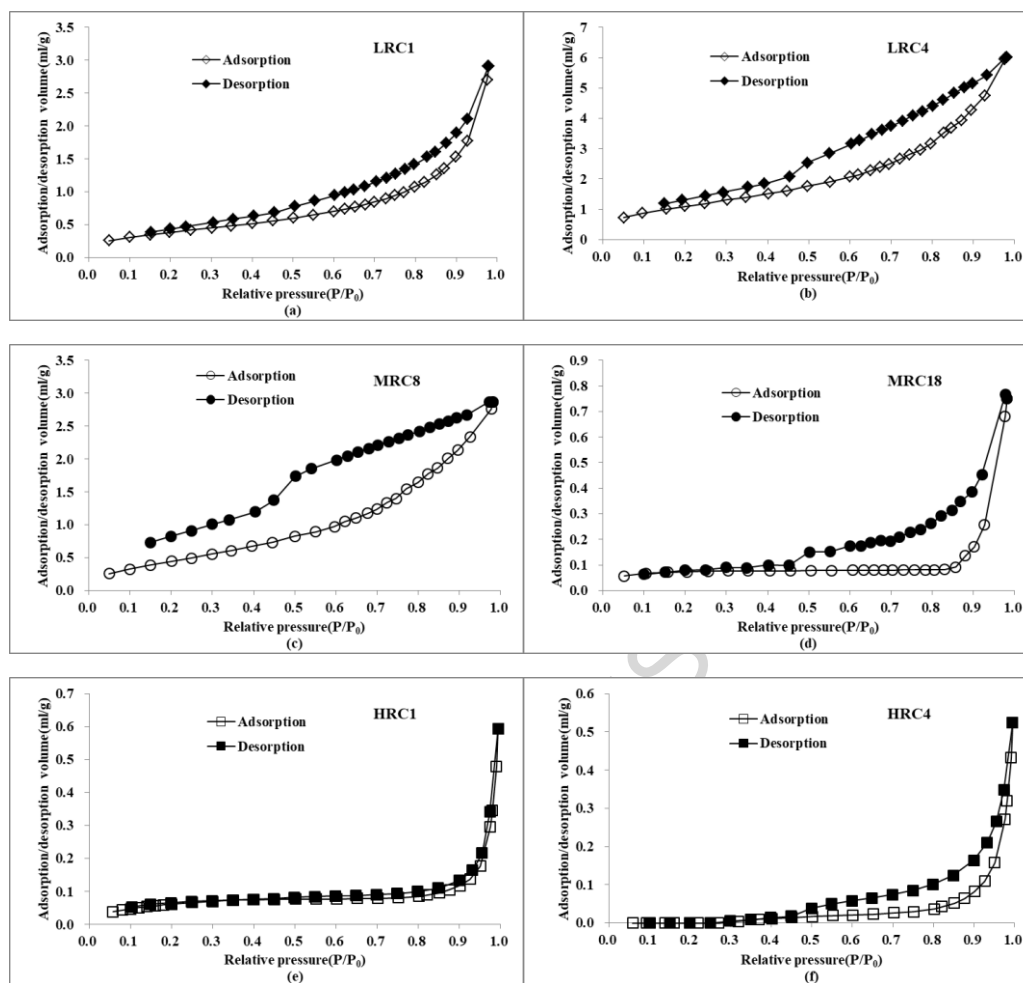 LRC1
Adsorption
Desorption
Adsorption/desorption volume(ml/g)
3.5
3.0
2.5
2.0
1.5
1.0
0.5
0.0
0.0 0.1 0.2 0.3 0.4 0.5 0.6 0.7 0.8 0.9 1.0
Relative pressure(P/P0)
(a)
LRC4
Adsorption
Desorption
Adsorption/desorption volume(ml/g)
7
6
5
4
3
2
1
0
0.0 0.1 0.2 0.3 0.4 0.5 0.6 0.7 0.8 0.9 1.0
Relative pressure(P/P0)
(b)
MRC8
Adsorption
Desorption
Adsorption/desorption volume(ml/g)
3.5
3.0
2.5
2.0
1.5
1.0
0.5
0.0
0.0 0.1 0.2 0.3 0.4 0.5 0.6 0.7 0.8 0.9 1.0
Relative pressure(P/P0)
(c)
MRC18
Adsorption
Desorption
Adsorption/desorption volume(ml/g)
0.9
0.8
0.7
0.6
0.5
0.4
0.3
0.2
0.1
0.0
0.0 0.1 0.2 0.3 0.4 0.5 0.6 0.7 0.8 0.9 1.0
Relative pressure(P/P0)
(d)
HRC1
Adsorption
Desorption
Adsorption/desorption volume(ml/g)
0.7
0.6
0.5
0.4
0.3
0.2
0.1
0.0
0.0 0.1 0.2 0.3 0.4 0.5 0.6 0.7 0.8 0.9 1.0
Relative pressure(P/P0)
(e)
HRC4
Adsorption
Desorption
Adsorption/desorption volume(ml/g)
0.6
0.5
0.4
0.3
0.2
0.1
0.0
0.0 0.1 0.2 0.3 0.4 0.5 0.6 0.7 0.8 0.9 1.0
Relative pressure(P/P0)
(f)